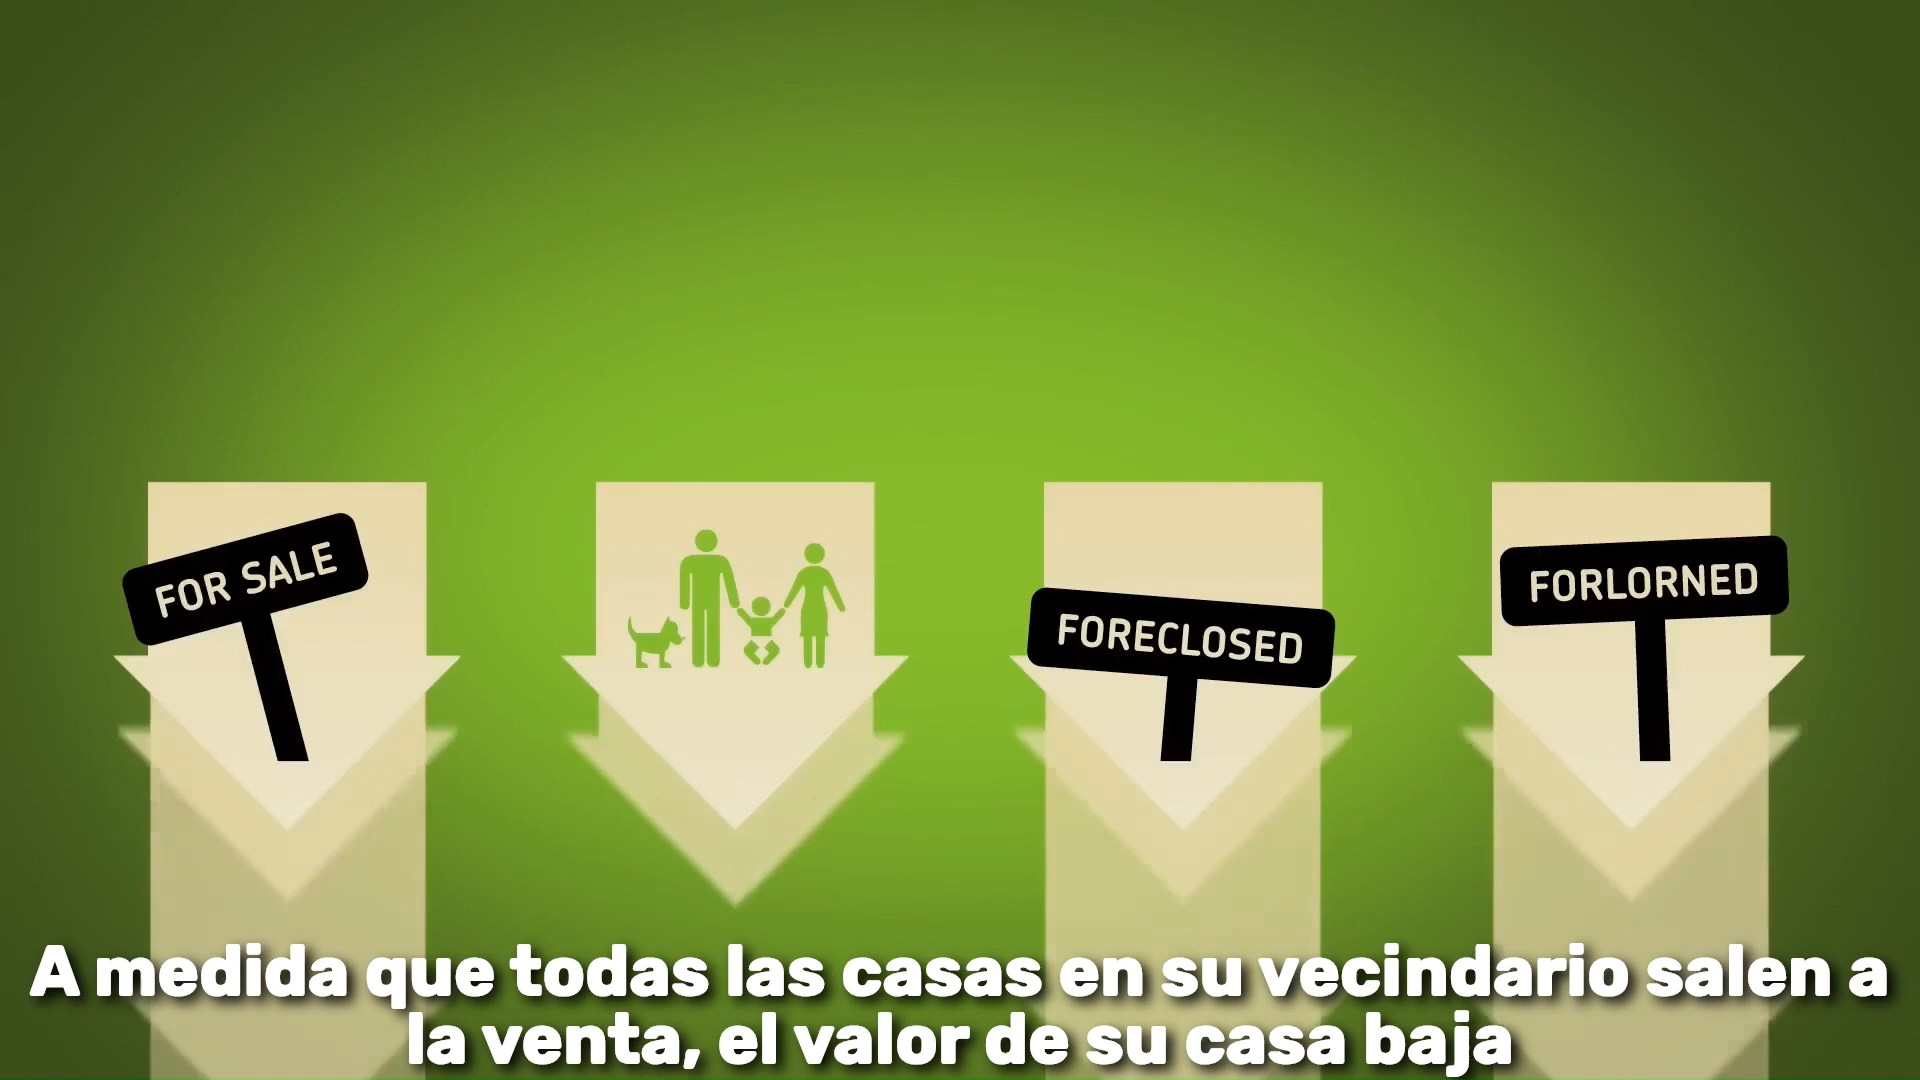 FOR SALE
FORECLOSED
FORLORNED
A medida que todas las casas en su vecindario salen a
la venta, el valor de su casa baja